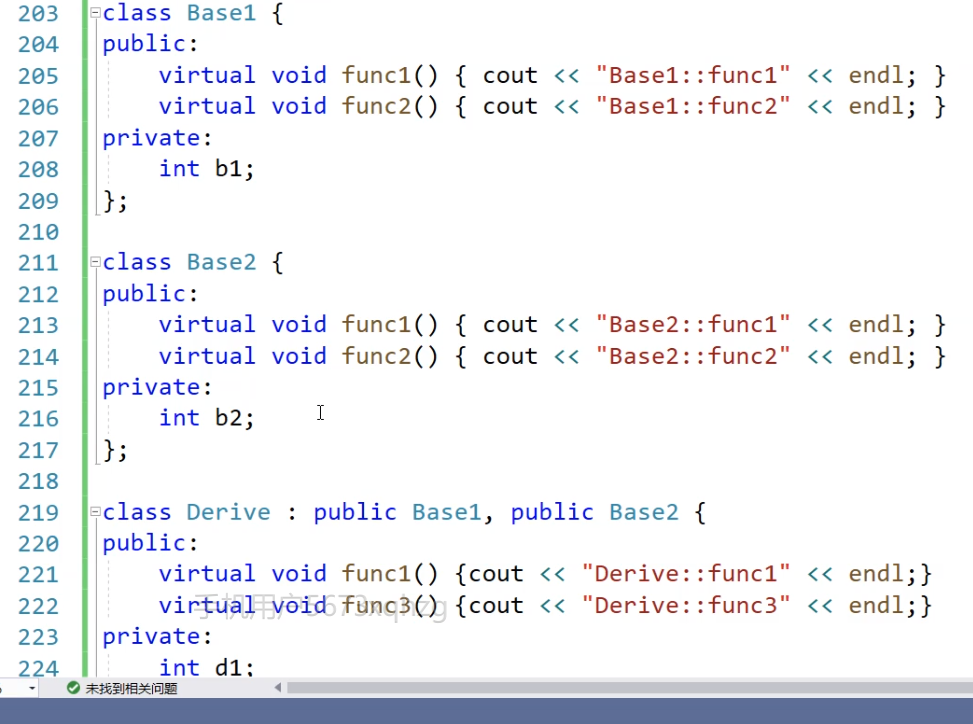 203 class Base1 {
204 public:
205 virtual void func1() { cout << "Base1::func1" << endl; }
206 virtual void func2() { cout << "Base1::func2" << endl; }
207 private:
208 int b1;
209 };
210
211 class Base2 {
212 public:
213 virtual void func1() { cout << "Base2::func1" << endl; }
214 virtual void func2() { cout << "Base2::func2" << endl; }
215 private:
216 int b2;
217 };
218
219 class Derive : public Base1, public Base2 {
220 public:
221 virtual void func1() {cout << "Derive::func1" << endl;}
222 virtual void func3() {cout << "Derive::func3" << endl;}
手机用户5673xqhzg
223 private:
224 int d1;
未找到相关问题